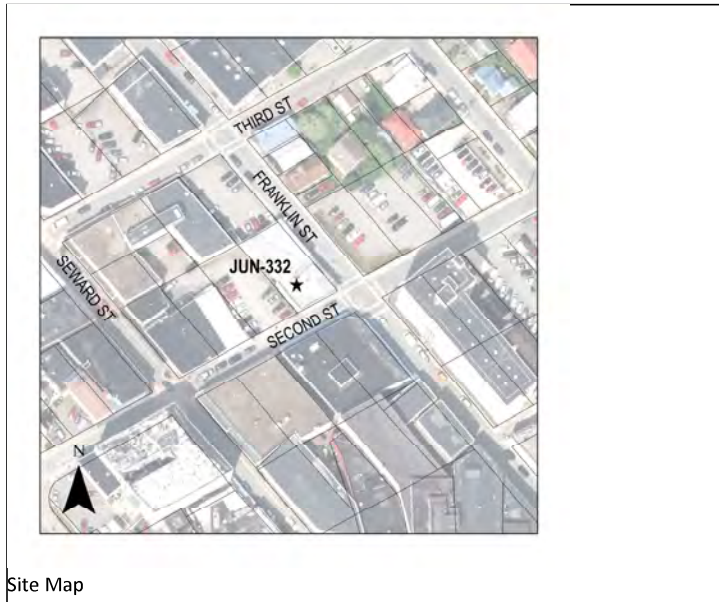 THIRD ST
FRANKLIN ST
JUN-332
SEWARD ST
SECOND ST
N
Site Map